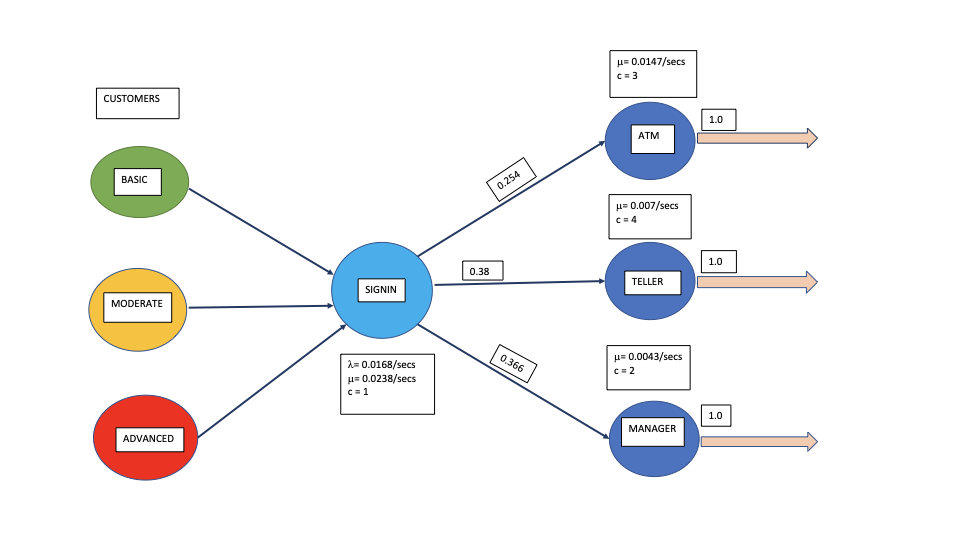 CUSTOMERS
BASIC
MODERATE
ADVANCED
SIGNIN
λ= 0.0168/secs
μ= 0.0238/secs
c = 1
0.254
0.38
0.366
μ= 0.0147/secs
c = 3
ATM
1.0
μ= 0.007/secs
c = 4
TELLER
1.0
μ= 0.0043/secs
c = 2
MANAGER
1.0